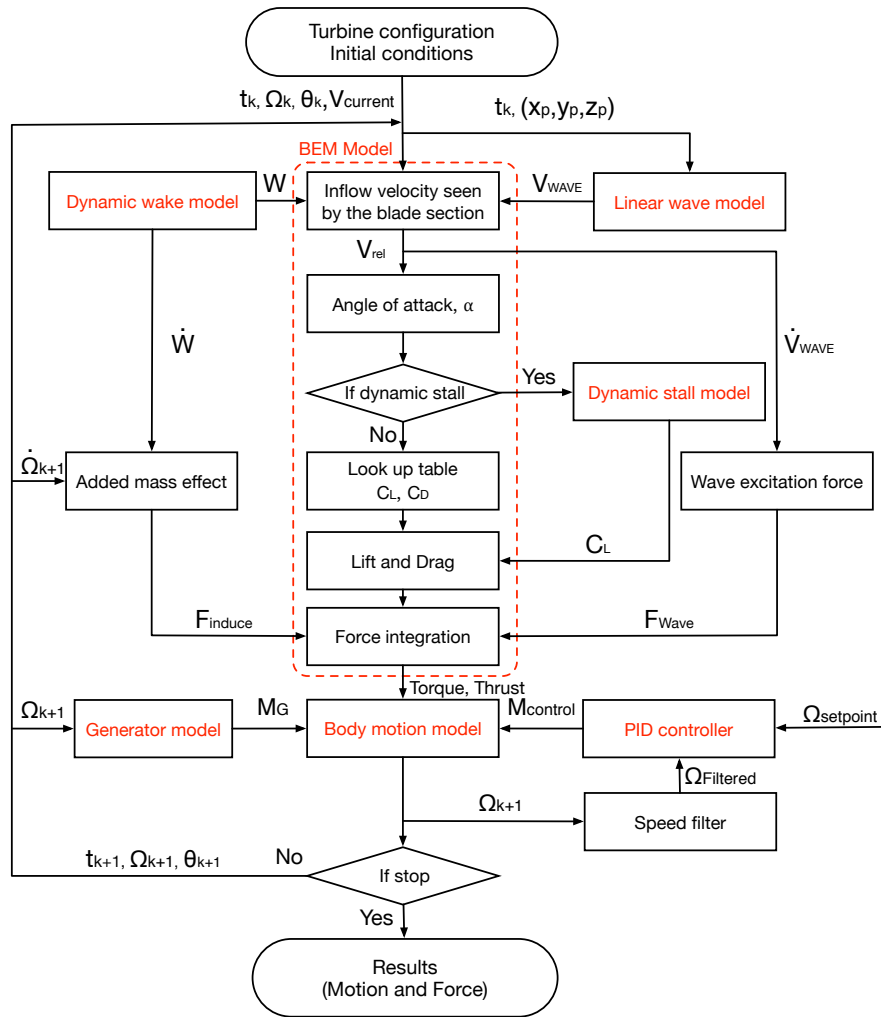 Turbine configuration
Initial conditions
tk, Ωk, θk, Vcurrent
tk, (xp,yp,zp)
BEM Model
Dynamic wake model
W
Inflow velocity seen
by the blade section
VWAVE
Linear wave model
Vrel
Angle of attack, α
Ẇ
V̇WAVE
If dynamic stall
Yes
Dynamic stall model
No
Ω̇k+1
Added mass effect
Look up table
CL, CD
Wave excitation force
Lift and Drag
CL
Finduce
Force integration
FWave
Torque, Thrust
Ωk+1
Generator model
MG
Body motion model
Mcontrol
PID controller
Ωsetpoint
ΩFiltered
Ωk+1
Speed filter
tk+1, Ωk+1, θk+1
No
If stop
Yes
Results
(Motion and Force)